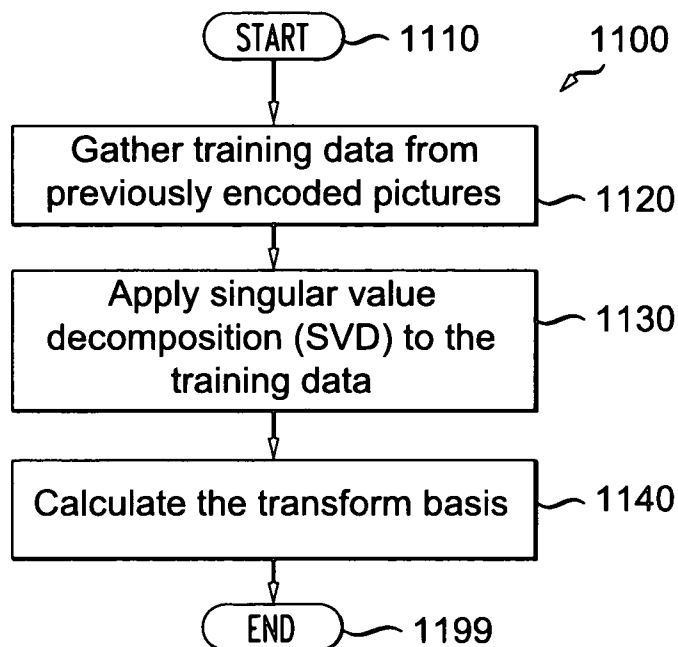 START 1110
1100
Gather training data from
previously encoded pictures
1120
Apply singular value
decomposition (SVD) to the
training data
1130
Calculate the transform basis
1140
END 1199